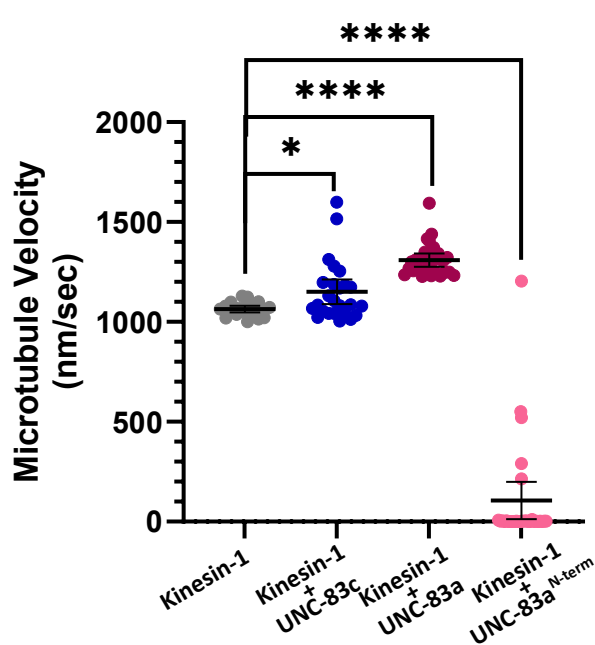 ****
****
*
2000
1500
1000
500
0
Microtubule Velocity
(nm/sec)
Kinesin-1
Kinesin-1
+
UNC-83c
Kinesin-1
+
UNC-83a
Kinesin-1
+
UNC-83a^N-term